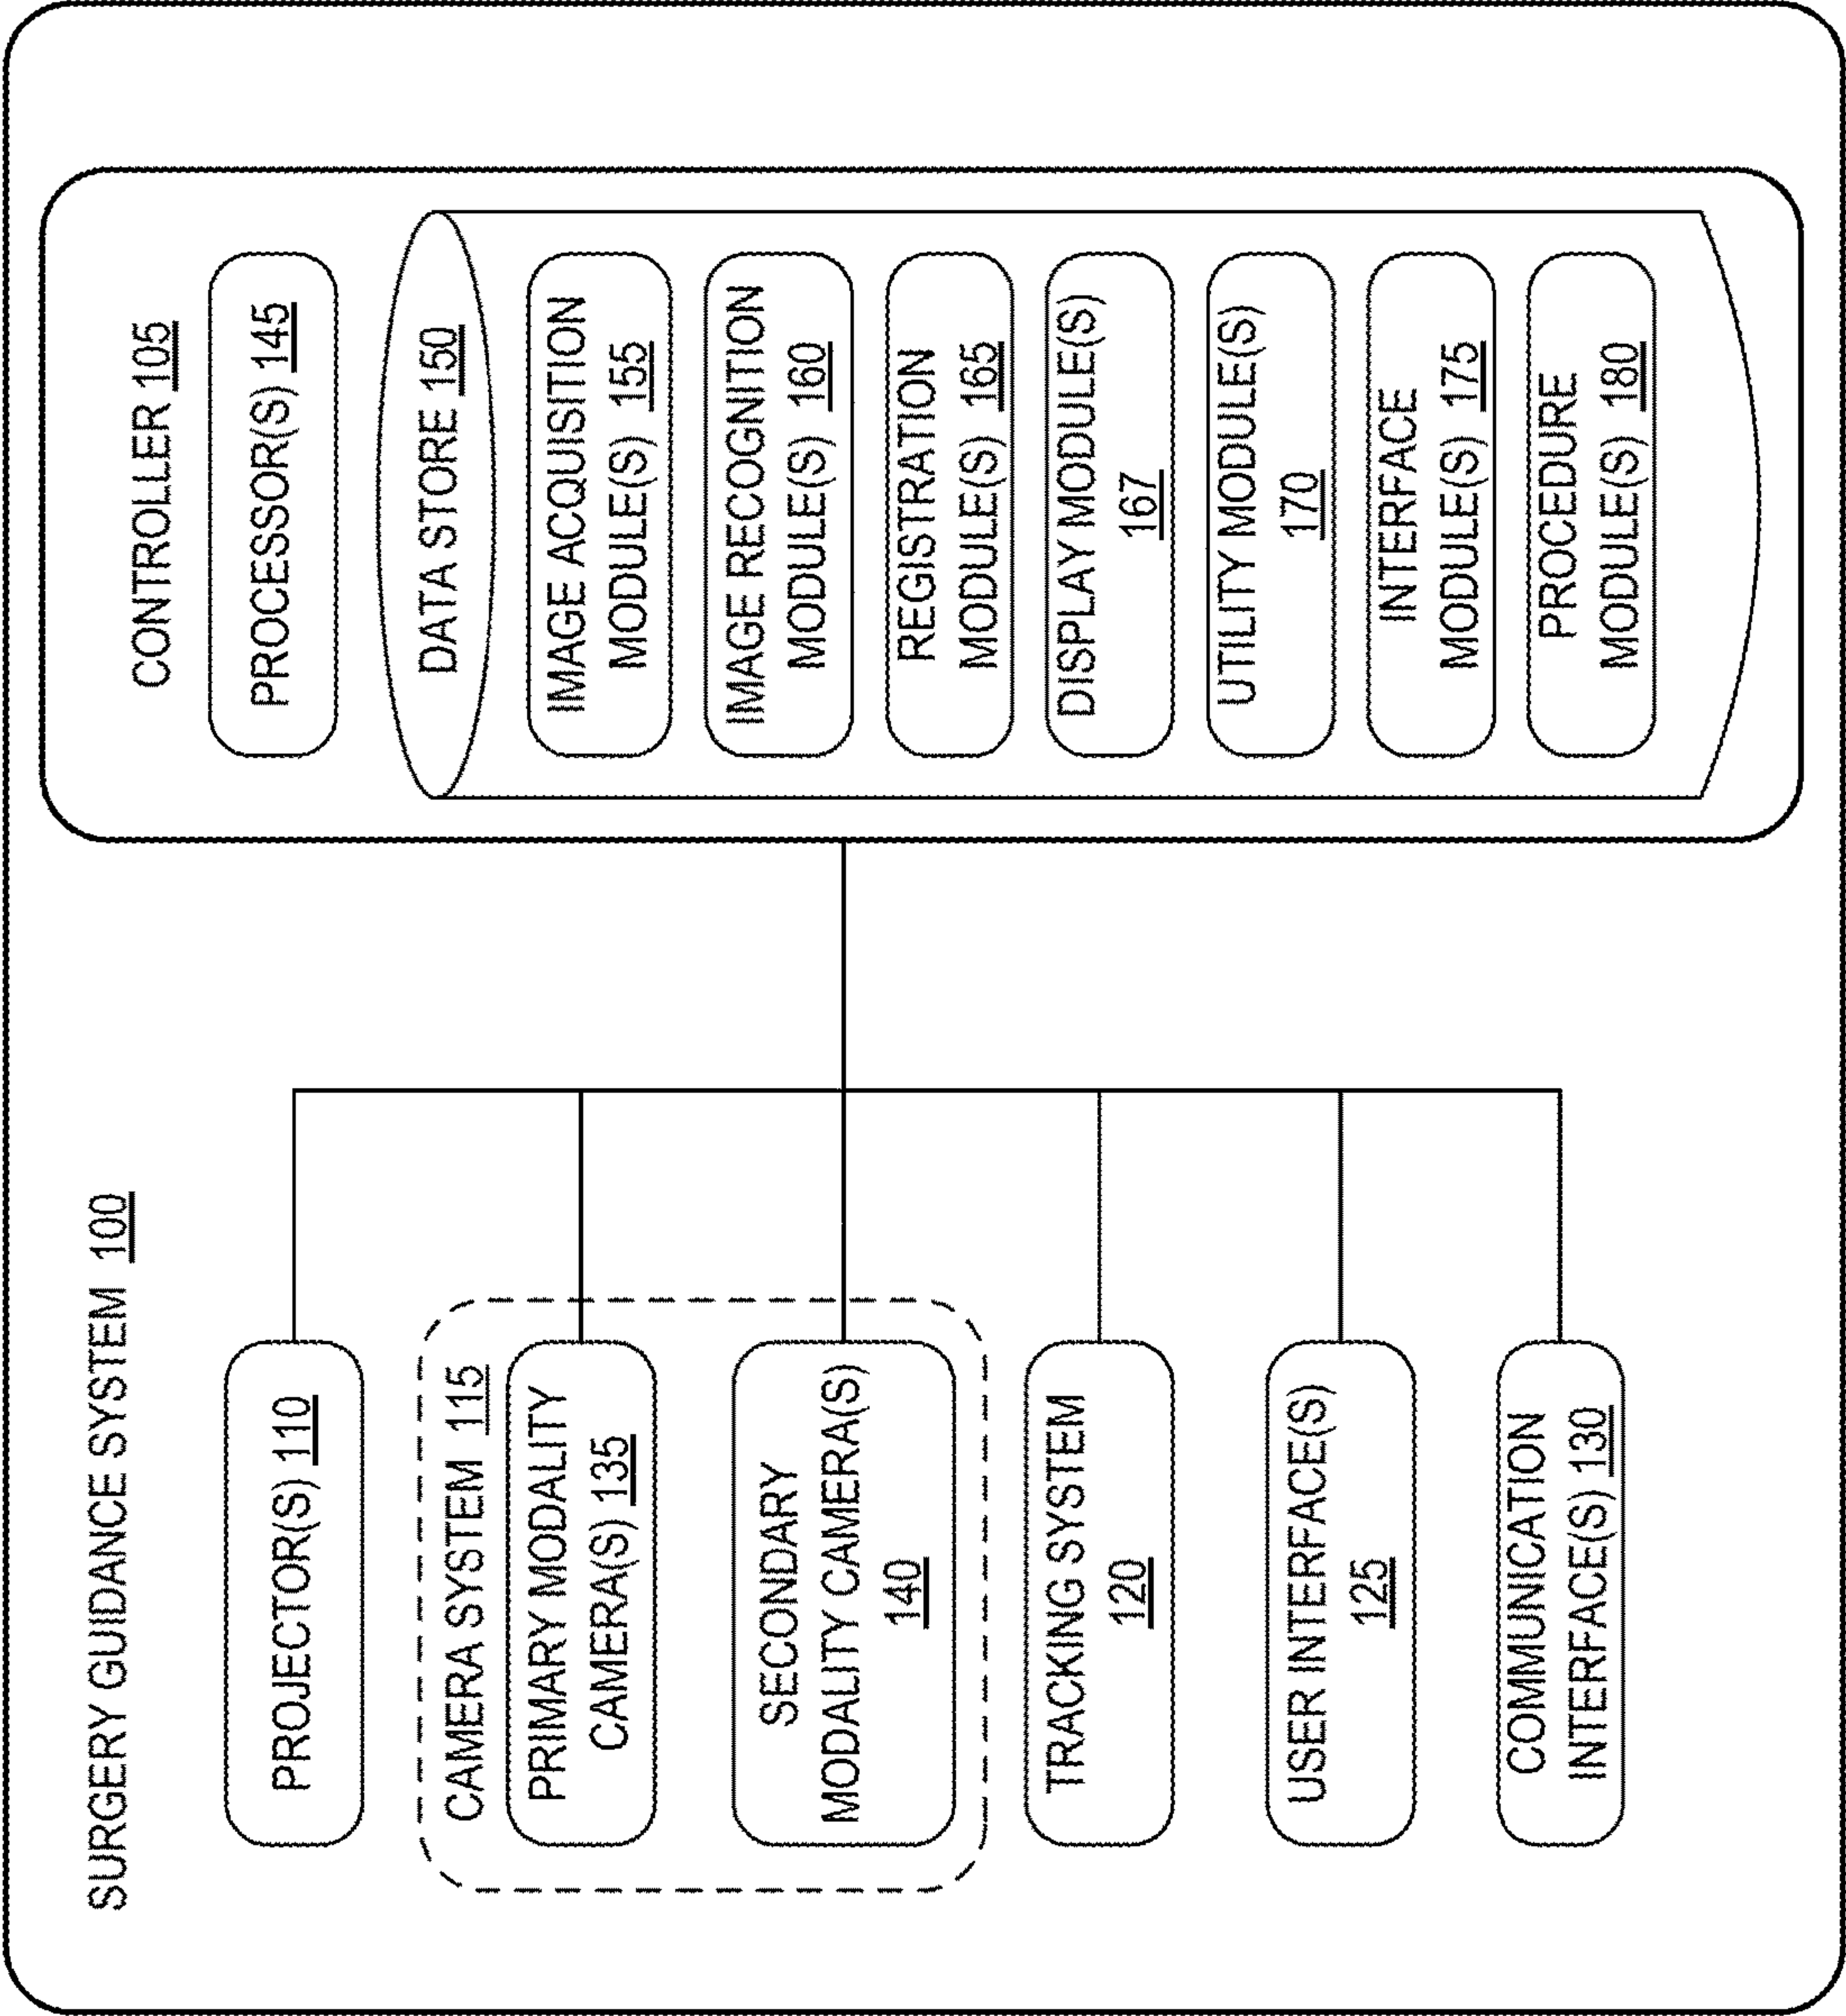 SURGERY GUIDANCE SYSTEM 100
PROJECTOR(S) 110
CAMERA SYSTEM 115
PRIMARY MODALITY
CAMERA(S) 135
SECONDARY
MODALITY CAMERA(S)
140
TRACKING SYSTEM
120
USER INTERFACE(S)
125
COMMUNICATION
INTERFACE(S) 130
CONTROLLER 105
PROCESSOR(S) 145
DATA STORE 150
IMAGE ACQUISITION
MODULE(S) 155
IMAGE RECOGNITION
MODULE(S) 160
REGISTRATION
MODULE(S) 165
DISPLAY MODULE(S)
167
UTILITY MODULE(S)
170
INTERFACE
MODULE(S) 175
PROCEDURE
MODULE(S) 180